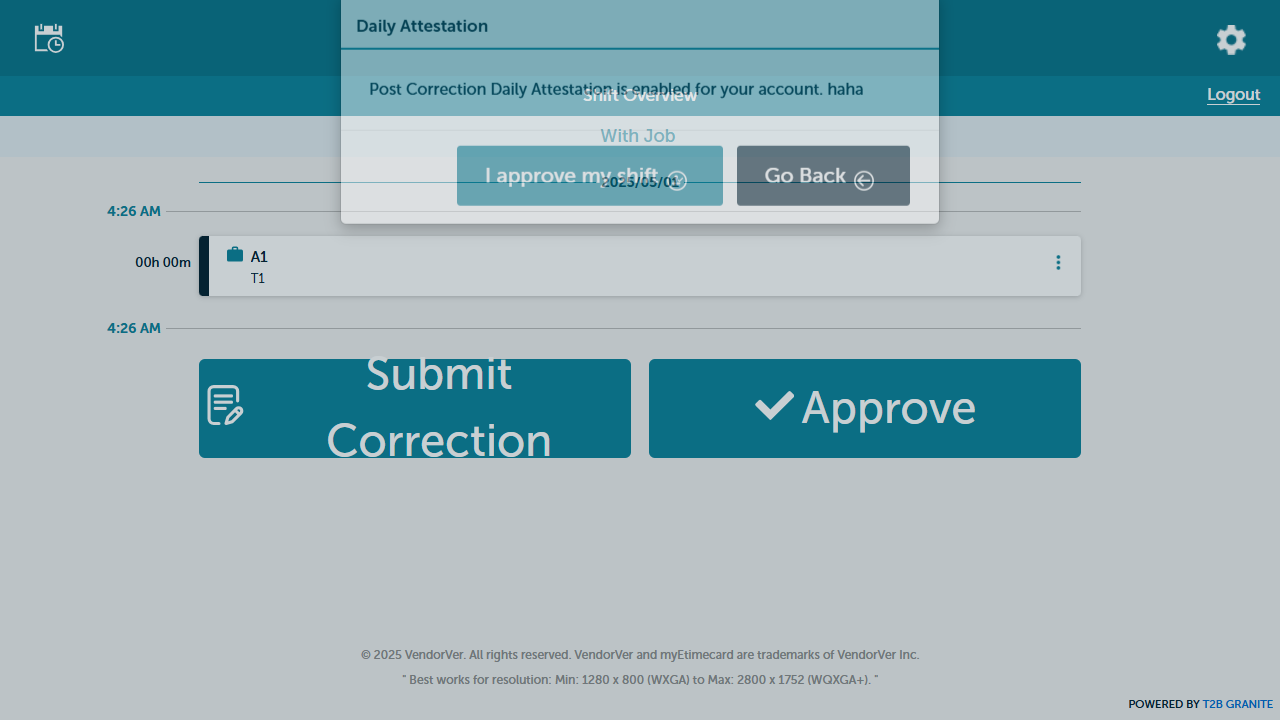 Daily Attestation
Post Correction Daily Attestation is enabled for your account. haha
Shift Overview
Logout
With Job
I approve my shift
Go Back
2025/05/01
4:26 AM
00h 00m
A1
T1
4:26 AM
Submit
Correction
Approve
© 2025 VendorVer. All rights reserved. VendorVer and myEtimecard are trademarks of VendorVer Inc.
" Best works for resolution: Min: 1280 x 800 (WXGA) to Max: 2800 x 1752 (WQXGA+). "
POWERED BY T2B GRANITE